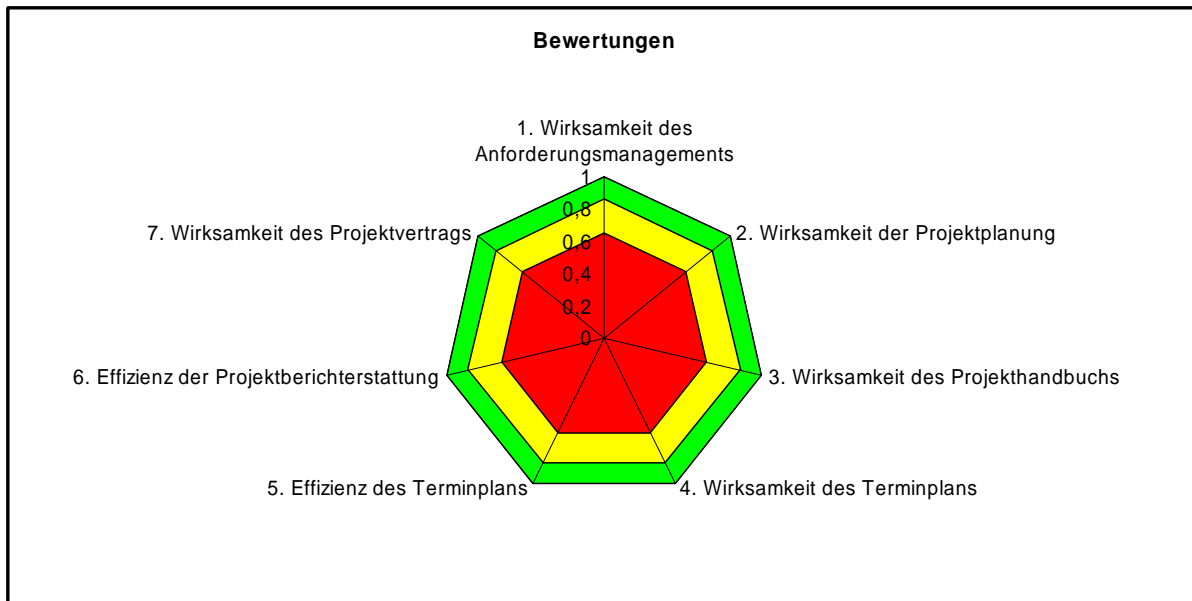 Bewertungen
1. Wirksamkeit des
Anforderungsmanagements
1
0,8
0,6
0,4
0,2
0
7. Wirksamkeit des Projektvertrags
2. Wirksamkeit der Projektplanung
6. Effizienz der Projektberichterstattung
3. Wirksamkeit des Projekthandbuchs
5. Effizienz des Terminplans
4. Wirksamkeit des Terminplans